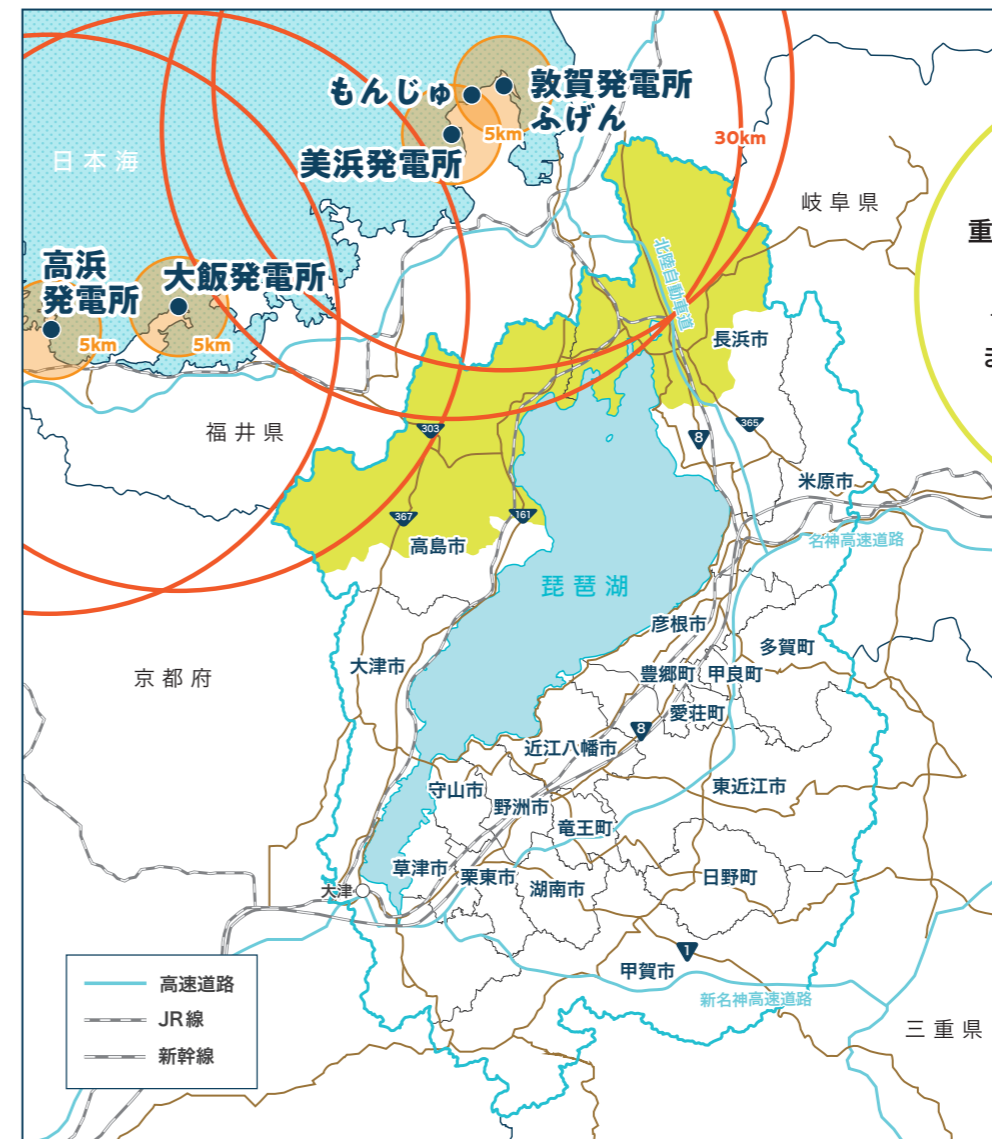 もんじゅ
敦賀発電所
ふげん
5km
30km
美浜発電所
日本海
岐阜県
重
高浜
発電所
大飯発電所
5km
5km
北陸自動車道
長浜市
ま
福井県
303
8
365
米原市
367
161
高島市
名神高速道路
琵琶湖
彦根市
多賀町
大津市
豊郷町
甲良町
京都府
愛荘町
8
近江八幡市
守山市
東近江市
野洲市
竜王町
草津市
栗東市
日野町
大津
湖南市
1
甲賀市
高速道路
新名神高速道路
JR線
三重県
新幹線